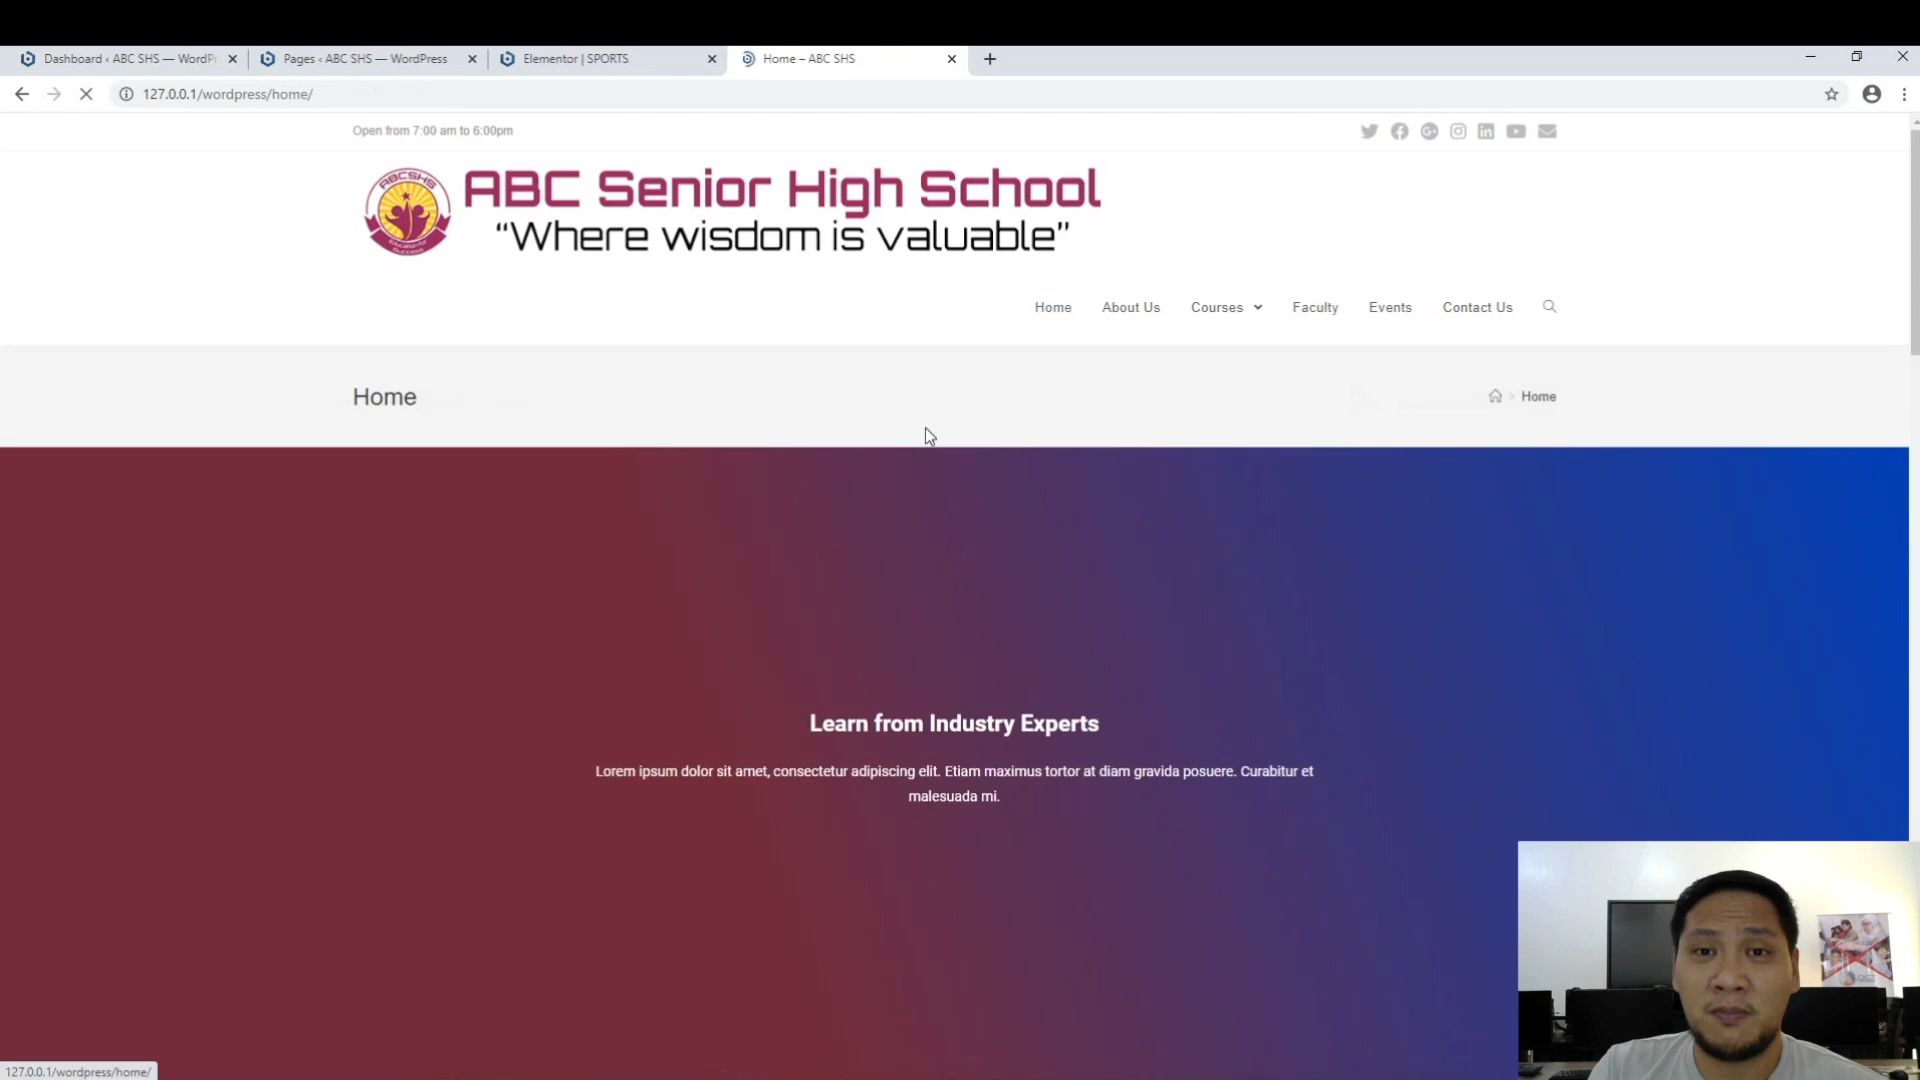 Dashboard ‹ ABC SHS — WordP
Pages ‹ ABC SHS — WordPress
Elementor | SPORTS
Home – ABC SHS
127.0.0.1/wordpress/home/
Open from 7:00 am to 6:00pm
ABCSHS
ABC Senior High School
“Where wisdom is valuable”
Home
About Us
Courses
Faculty
Events
Contact Us
Home
> Home
Learn from Industry Experts
Lorem ipsum dolor sit amet, consectetur adipiscing elit. Etiam maximus tortor at diam gravida posuere. Curabitur et
malesuada mi.
127.0.0.1/wordpress/home/